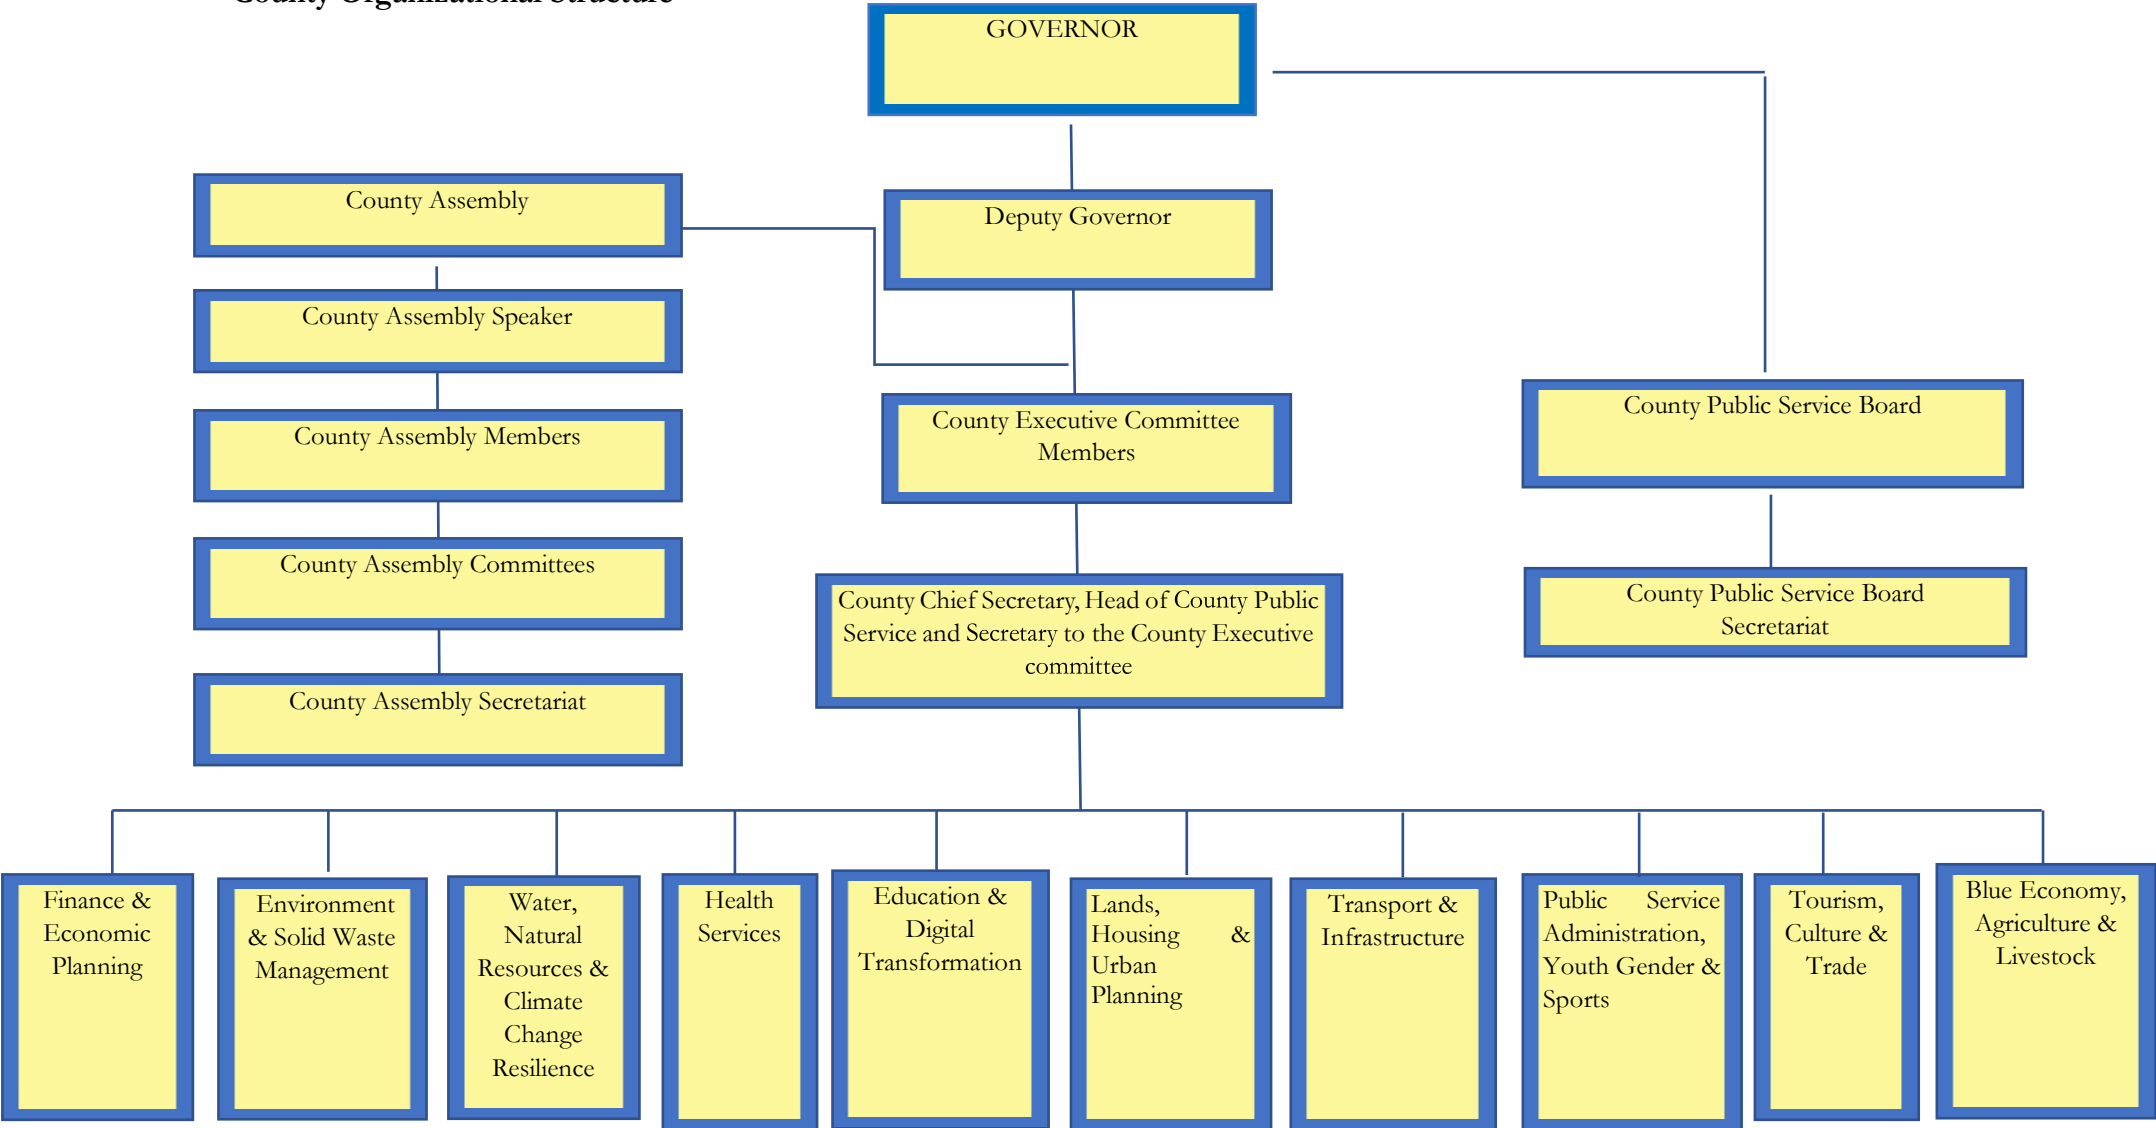 County Organizational Structure
GOVERNOR
County Assembly
Deputy Governor
County Assembly Speaker
County Assembly Members
County Executive Committee
Members
County Public Service Board
County Assembly Committees
County Chief Secretary, Head of County Public
Service and Secretary to the County Executive
committee
County Public Service Board
Secretariat
County Assembly Secretariat
Finance &
Economic
Planning
Environment
& Solid Waste
Management
Water,
Natural
Resources &
Climate
Change
Resilience
Health
Services
Education &
Digital
Transformation
Lands,
Housing &
Urban
Planning
Transport &
Infrastructure
Public Service
Administration,
Youth Gender &
Sports
Tourism,
Culture &
Trade
Blue Economy,
Agriculture &
Livestock